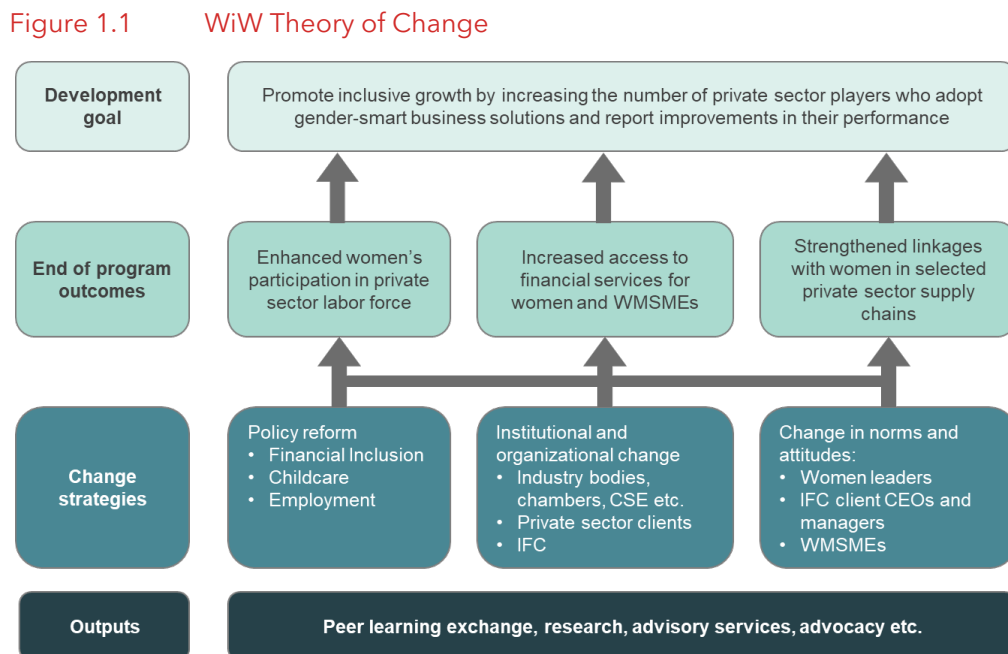 Figure 1.1 WiW Theory of Change
Development
goal
Promote inclusive growth by increasing the number of private sector players who adopt
gender-smart business solutions and report improvements in their performance
End of program
outcomes
Enhanced women's
participation in private
sector labor force
Increased access to
financial services for
women and WMSMEs
Strengthened linkages
with women in selected
private sector supply
chains
Change
strategies
Policy reform
• Financial Inclusion
• Childcare
• Employment
Institutional and
organizational change
• Industry bodies,
chambers, CSE etc.
• Private sector clients
• IFC
Change in norms and
attitudes:
• Women leaders
• IFC client CEOs and
managers
• WMSMEs
Outputs
Peer learning exchange, research, advisory services, advocacy etc.